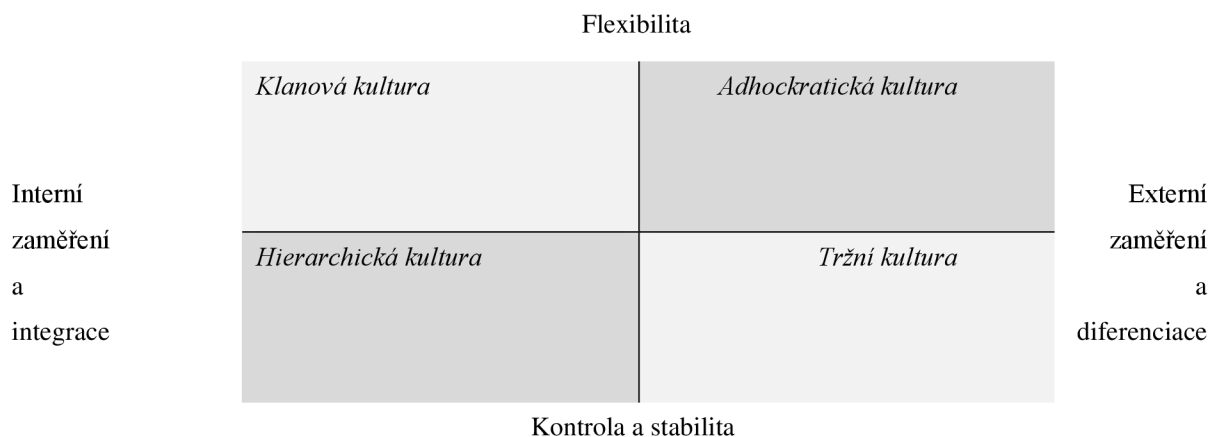 Flexibilita
Klanová kultura
Adhockratická kultura
Interní
zaměření
a
integrace
Externí
zaměření
a
diferenciace
Hierarchická kultura
Tržní kultura
Kontrola a stabilita